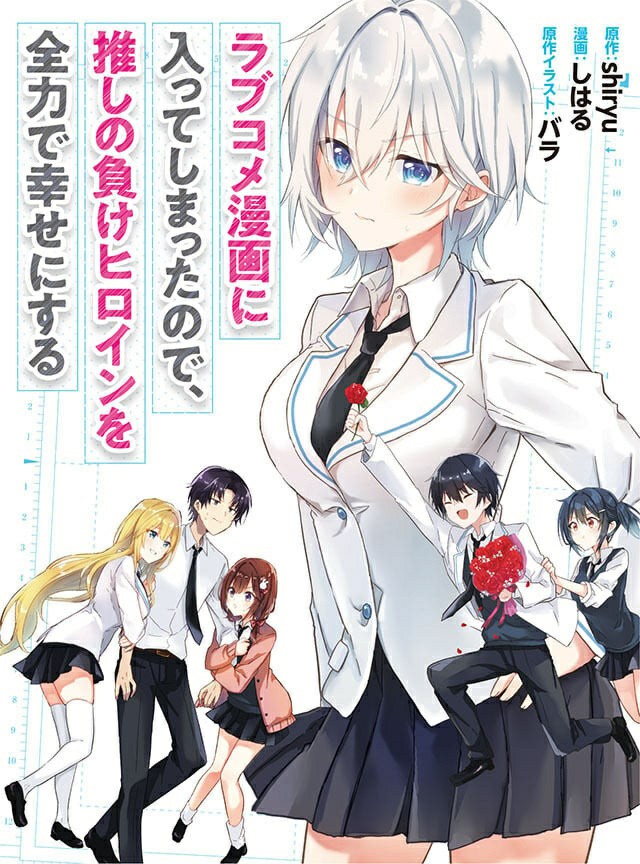 原作:shiryu
漫画:しはる
原作イラスト:バラ
ラブコメ漫画に
入ってしまったので、
推しの負けヒロインを
全力で幸せにする